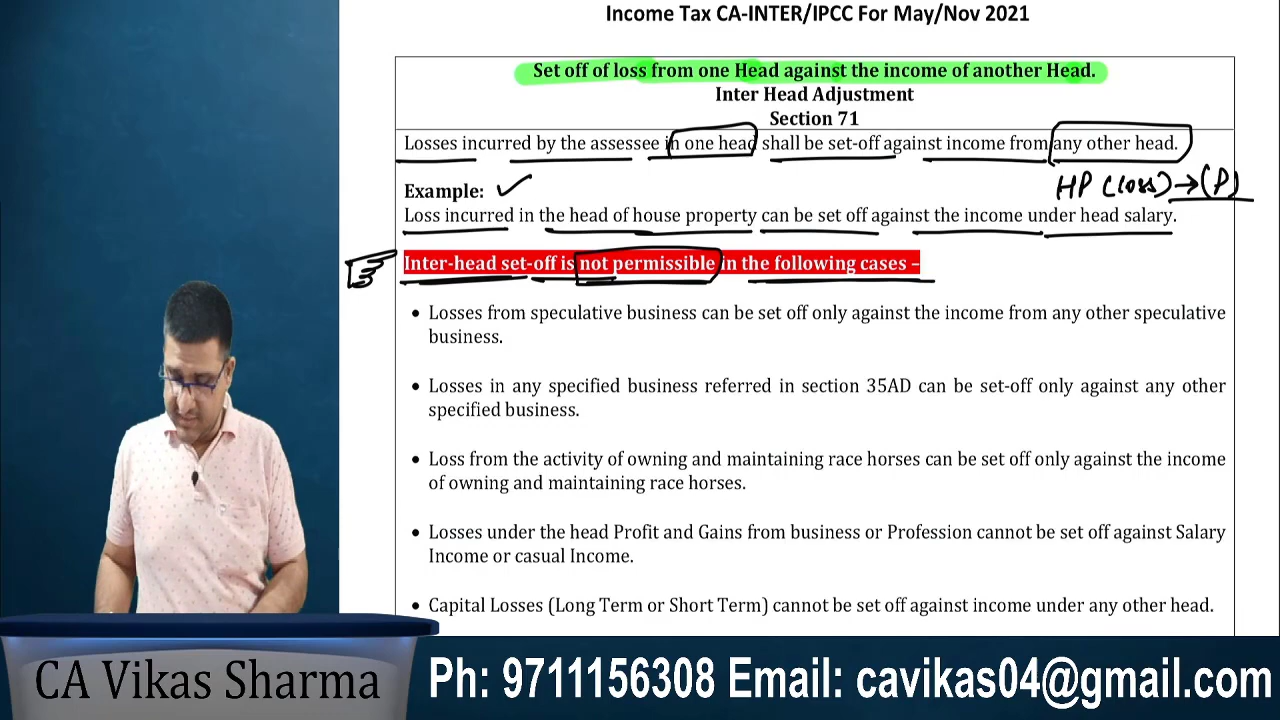 Income Tax CA-INTER/IPCC For May/Nov 2021
Set off of loss from one Head against the income of another Head.
Inter Head Adjustment
Section 71
Losses incurred by the assessee in one head shall be set-off against income from any other head.
HP (loss) → (P)
Example:
Loss incurred in the head of house property can be set off against the income under head salary.
Inter-head set-off is not permissible in the following cases –
• Losses from speculative business can be set off only against the income from any other speculative
business.
• Losses in any specified business referred in section 35AD can be set-off only against any other
specified business.
• Loss from the activity of owning and maintaining race horses can be set off only against the income
of owning and maintaining race horses.
• Losses under the head Profit and Gains from business or Profession cannot be set off against Salary
Income or casual Income.
• Capital Losses (Long Term or Short Term) cannot be set off against income under any other head.
CA Vikas Sharma
Ph: 9711156308 Email: cavikas04@gmail.com